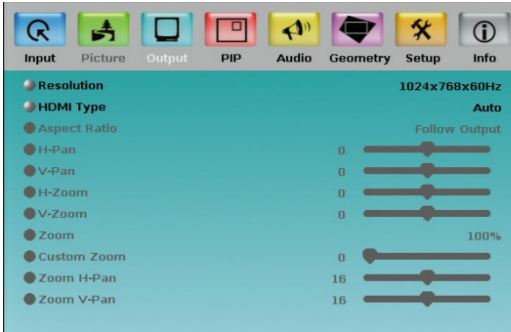 Input Picture Output PIP Audio Geometry Setup Info
Resolution 1024x768x60Hz
HDMI Type Auto
Aspect Ratio Follow Output
H-Pan 0
V-Pan 0
H-Zoom 0
V-Zoom 0
Zoom 100%
Custom Zoom 0
Zoom H-Pan 16
Zoom V-Pan 16